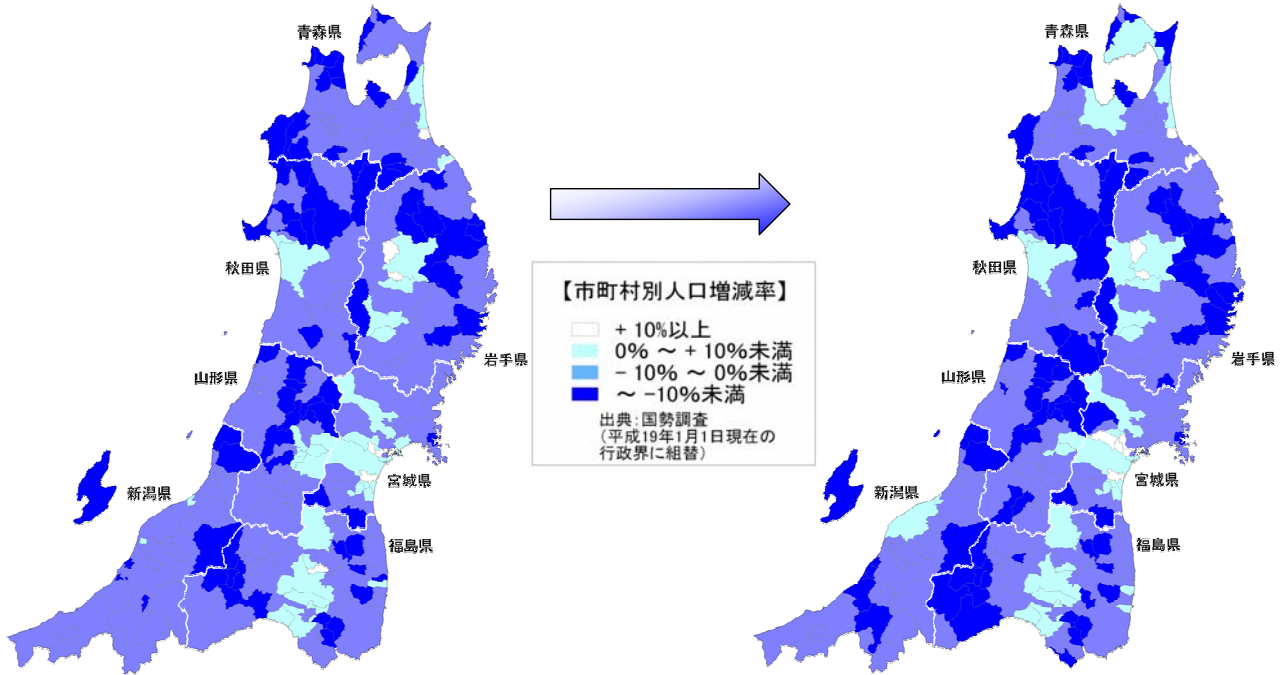 青森県
秋田県
岩手県
山形県
宮城県
新潟県
福島県
【市町村別人口増減率】
+ 10%以上
0% ～ + 10%未満
- 10% ～ 0%未満
～ -10%未満
出典：国勢調査
（平成19年1月1日現在の
行政界に組替）
青森県
秋田県
岩手県
山形県
宮城県
新潟県
福島県